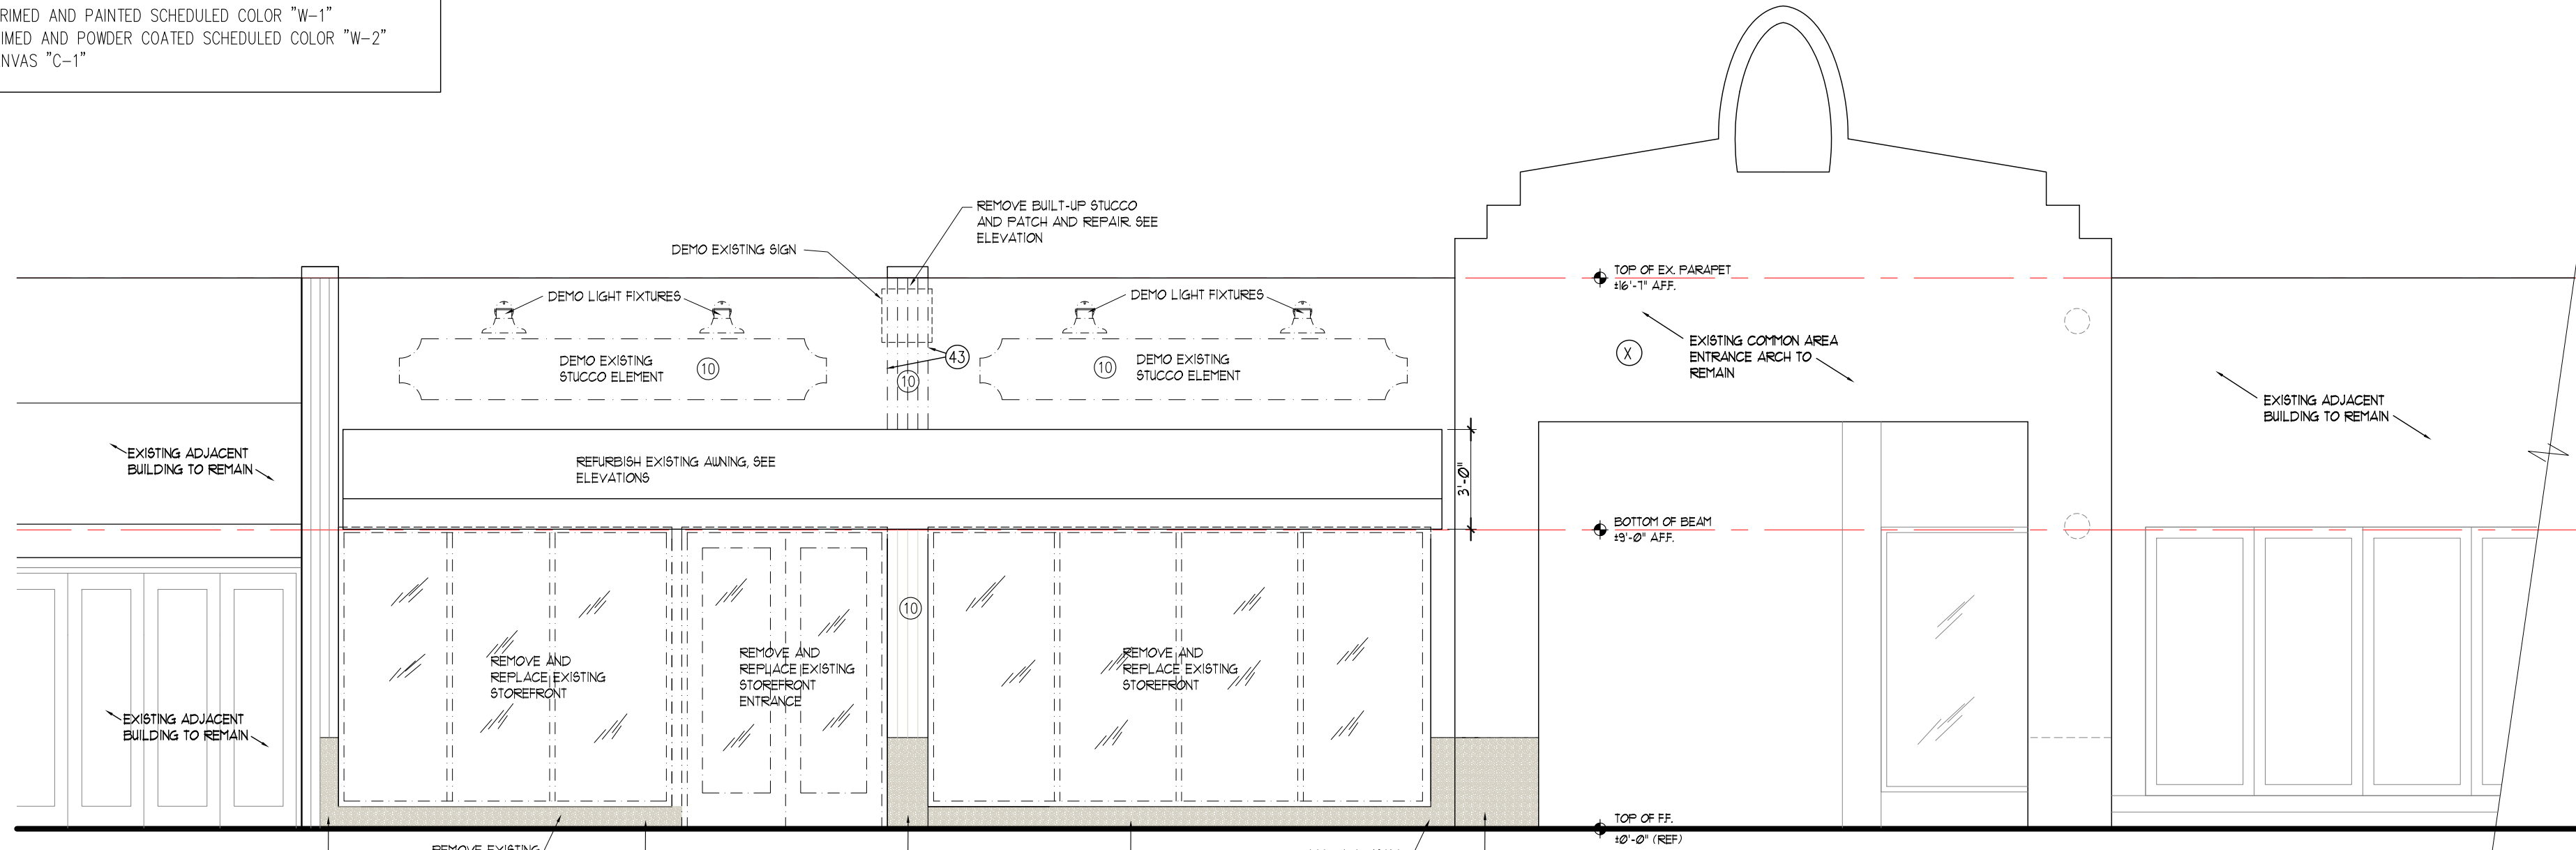 RIMED AND PAINTED SCHEDULED COLOR "W-1"
IMED AND POWDER COATED SCHEDULED COLOR "W-2"
NVAS "C-1"
REMOVE BUILT-UP STUCCO
AND PATCH AND REPAIR. SEE
ELEVATION
DEMO EXISTING SIGN
DEMO LIGHT FIXTURES
DEMO LIGHT FIXTURES
TOP OF EX. PARAPET
±16'-7" A.F.F.
DEMO EXISTING
STUCCO ELEMENT
10
10
43
10
DEMO EXISTING
STUCCO ELEMENT
X
EXISTING COMMON AREA
ENTRANCE ARCH TO
REMAIN
EXISTING ADJACENT
BUILDING TO REMAIN
EXISTING ADJACENT
BUILDING TO REMAIN
REFURBISH EXISTING AWNING, SEE
ELEVATIONS
3'-0"
BOTTOM OF BEAM
±9'-0" A.F.F.
10
REMOVE AND
REPLACE EXISTING
STOREFRONT
REMOVE AND
REPLACE EXISTING
STOREFRONT
ENTRANCE
REMOVE AND
REPLACE EXISTING
STOREFRONT
EXISTING ADJACENT
BUILDING TO REMAIN
TOP OF F.F.
±0'-0" (REF)
REMOVE EXISTING